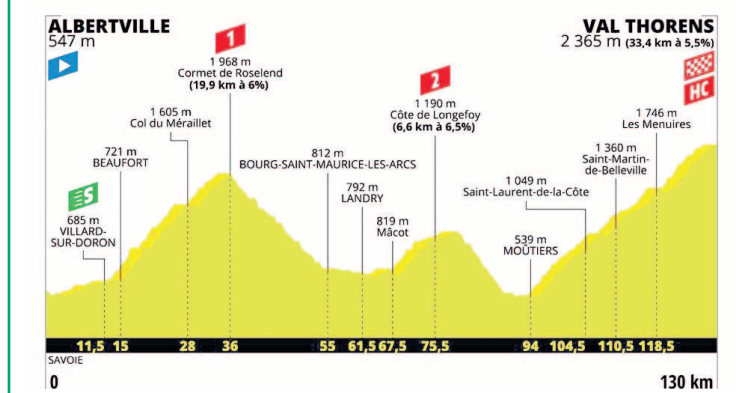 ALBERTVILLE
547 m
VAL THORENS
2 365 m (33,4 km à 5,5%)
HC
1
1 968 m
Cormet de Roselend
(19,9 km à 6%)
2
1 190 m
Côte de Longefoy
(6,6 km à 6,5%)
1 605 m
Col du Méraillet
1 746 m
Les Menuires
721 m
BEAUFORT
812 m
BOURG-SAINT-MAURICE-LES-ARCS
1 360 m
Saint-Martin-
de-Belleville
S
685 m
VILLARD-
SUR-DORON
792 m
LANDRY
1 049 m
Saint-Laurent-de-la-Côte
819 m
Mâcot
539 m
MOÛTIERS
11,5 15 28 36 55 61,5 67,5 75,5 94 104,5 110,5 118,5
SAVOIE
0 130 km